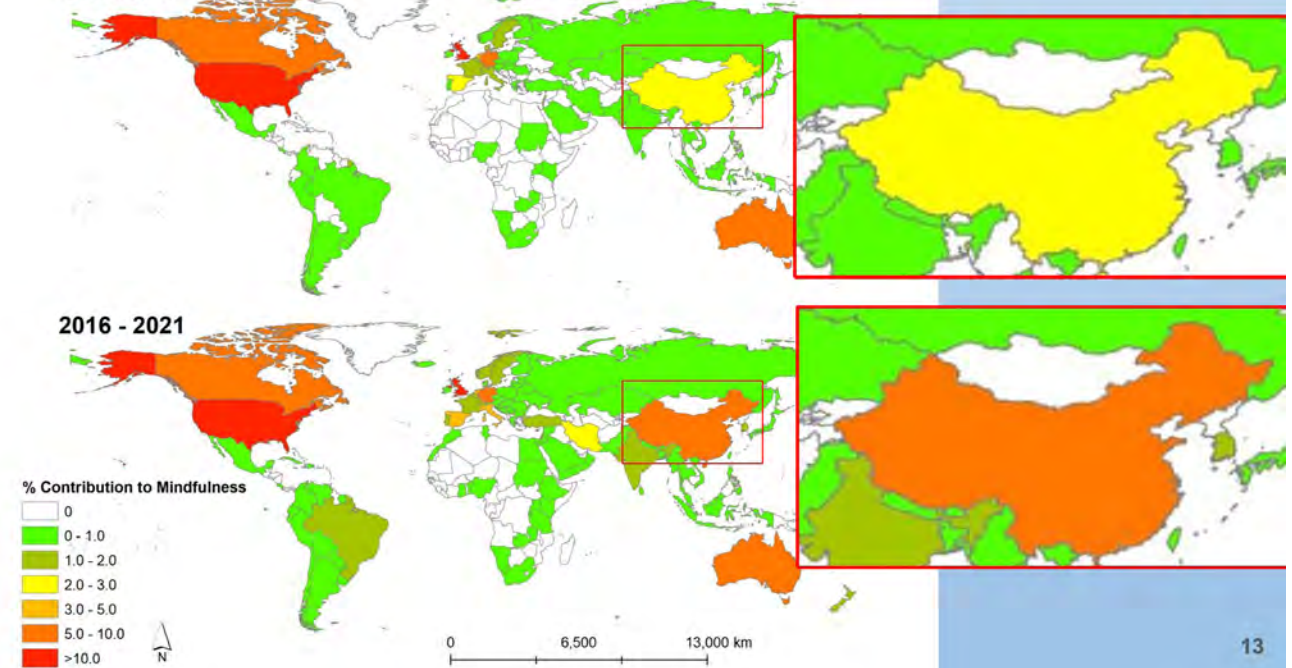 2016 - 2021
% Contribution to Mindfulness
0
0 - 1.0
1.0 - 2.0
2.0 - 3.0
3.0 - 5.0
5.0 - 10.0
>10.0
N
0 6,500 13,000 km
13